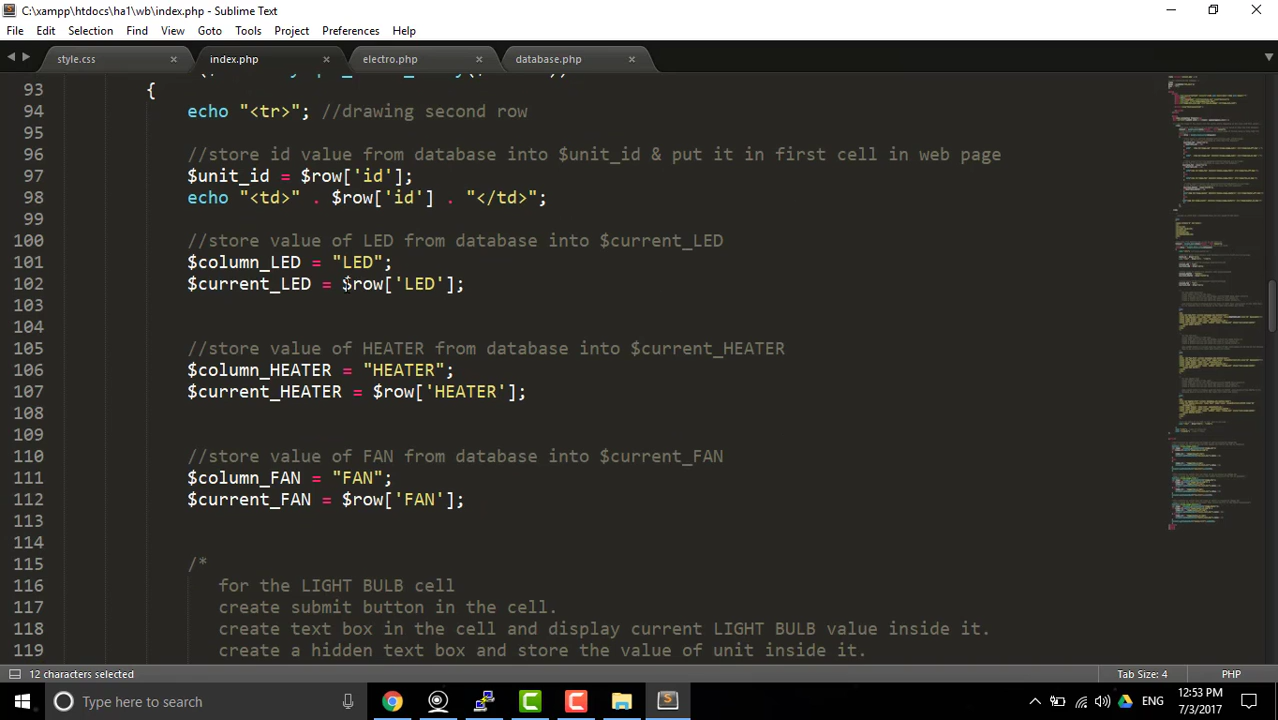 C:\xampp\htdocs\ha1\wb\index.php - Sublime Text
File Edit Selection Find View Goto Tools Project Preferences Help
style.css × index.php × electro.php × database.php ×
93 {
94 echo "<tr>"; //drawing second row
95
96 //store id value from database into $unit_id & put it in first cell in web page
97 $unit_id = $row['id'];
98 echo "<td>" . $row['id'] . "</td>";
99
100 //store value of LED from database into $current_LED
101 $column_LED = "LED";
102 $current_LED = $row['LED'];
103
104
105 //store value of HEATER from database into $current_HEATER
106 $column_HEATER = "HEATER";
107 $current_HEATER = $row['HEATER'];
108
109
110 //store value of FAN from database into $current_FAN
111 $column_FAN = "FAN";
112 $current_FAN = $row['FAN'];
113
114
115 /*
116 for the LIGHT BULB cell
117 create submit button in the cell.
118 create text box in the cell and display current LIGHT BULB value inside it.
119 create a hidden text box and store the value of unit inside it.
12 characters selected Tab Size: 4 PHP
Type here to search ENG 12:53 PM
7/3/2017